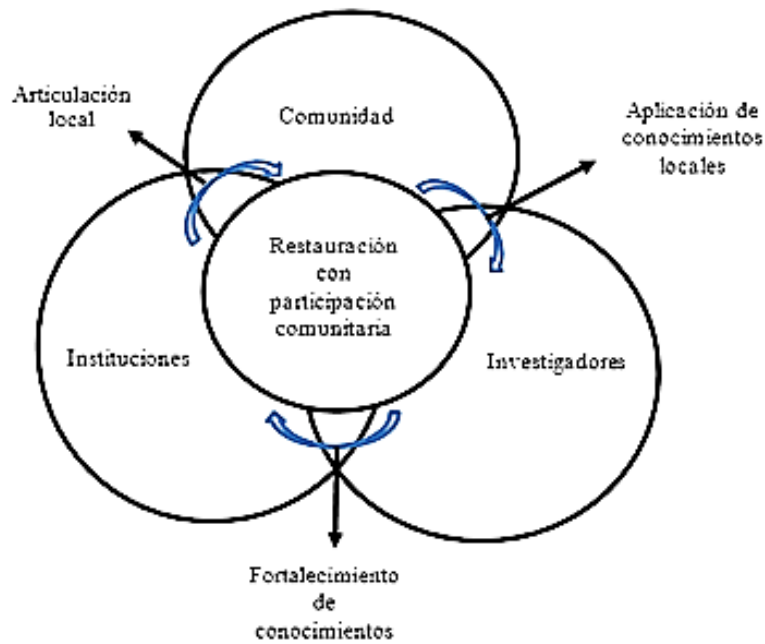 Articulación
local
Comunidad
Aplicación de
conocimientos
locales
Restauración
con
participación
comunitaria
Instituciones
Investigadores
Fortalecimiento
de
conocimientos